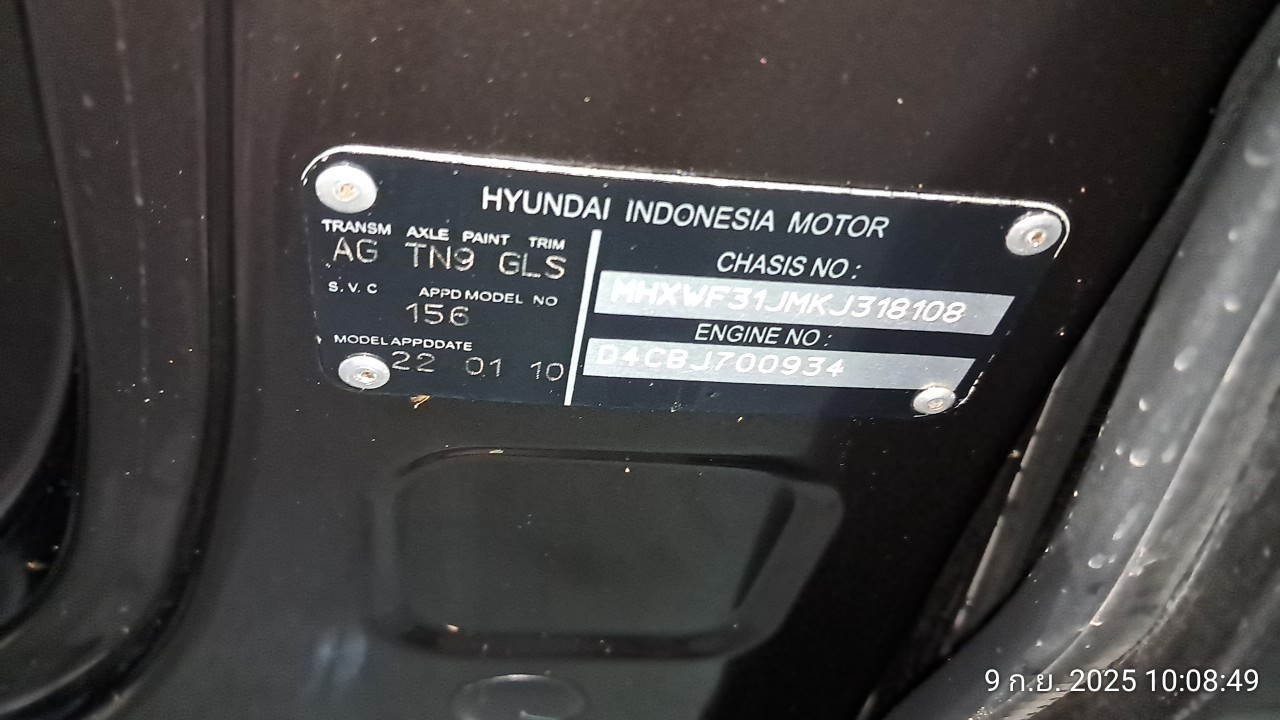 HYUNDAI INDONESIA MOTOR
TRANSM AXLE PAINT TRIM
AG TN9 GLS
S.V.C APPD MODEL NO
156
MODEL APPDDATE
22 01 10
CHASIS NO :
MHXWF31JMKJ318108
ENGINE NO :
D4CBJ700934
9 ก.ย. 2025 10:08:49